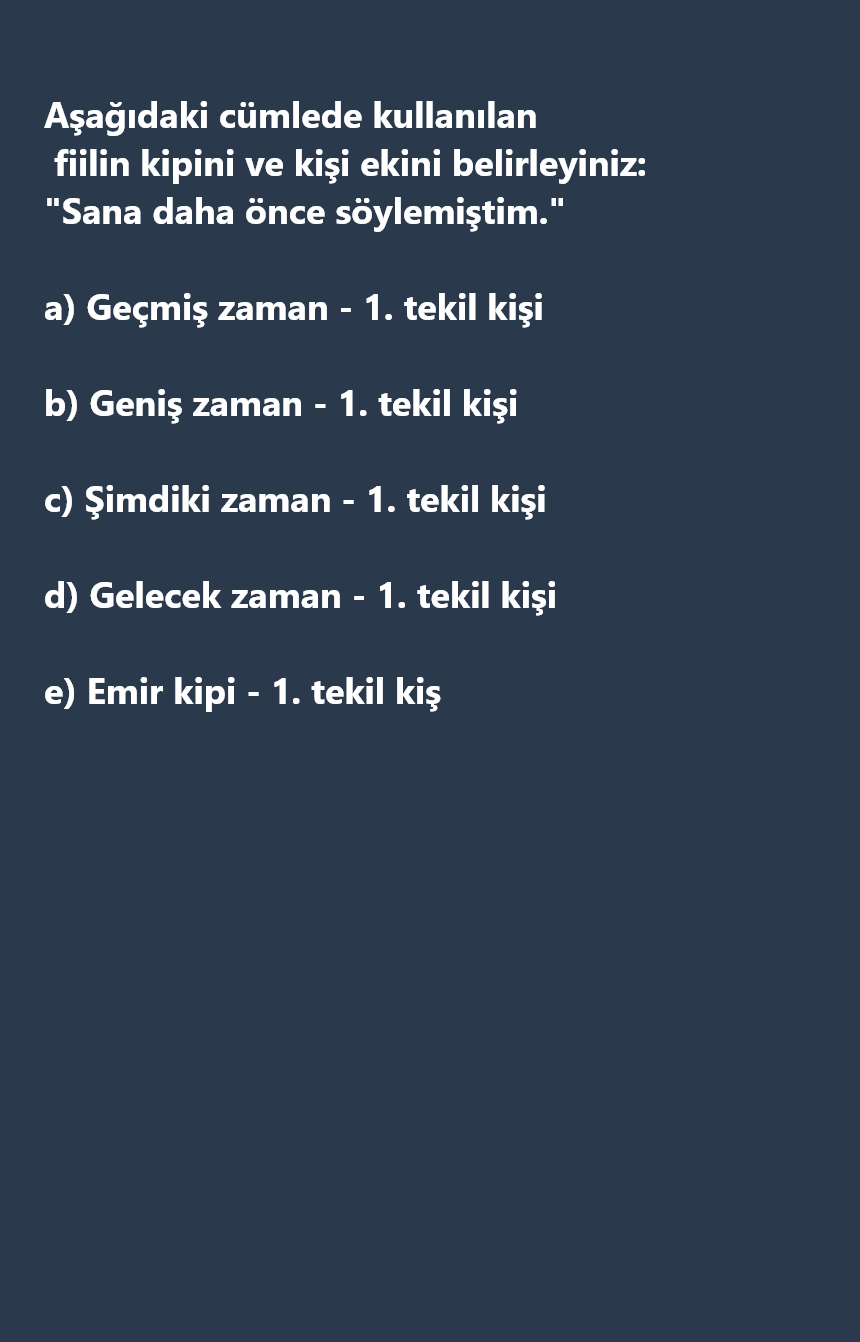 Aşağıdaki cümlede kullanılan
fiilin kipini ve kişi ekini belirleyiniz:
"Sana daha önce söylemiştim."
a) Geçmiş zaman - 1. tekil kişi
b) Geniş zaman - 1. tekil kişi
c) Şimdiki zaman - 1. tekil kişi
d) Gelecek zaman - 1. tekil kişi
e) Emir kipi - 1. tekil kiş